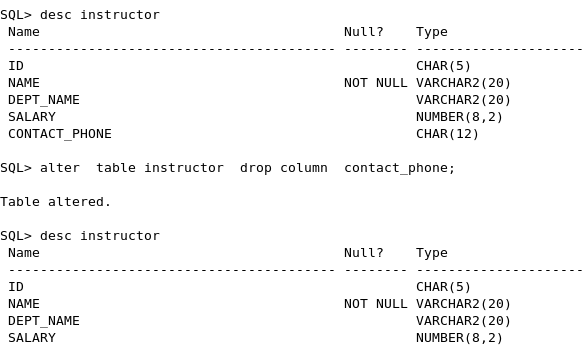 SQL> desc instructor
 Name                                      Null?    Type
 ----------------------------------------- -------- ---------------------
 ID                                                 CHAR(5)
 NAME                                      NOT NULL VARCHAR2(20)
 DEPT_NAME                                          VARCHAR2(20)
 SALARY                                             NUMBER(8,2)
 CONTACT_PHONE                                      CHAR(12)
SQL> alter  table instructor  drop column  contact_phone;
Table altered.
SQL> desc instructor
 Name                                      Null?    Type
 ----------------------------------------- -------- ---------------------
 ID                                                 CHAR(5)
 NAME                                      NOT NULL VARCHAR2(20)
 DEPT_NAME                                          VARCHAR2(20)
 SALARY                                             NUMBER(8,2)